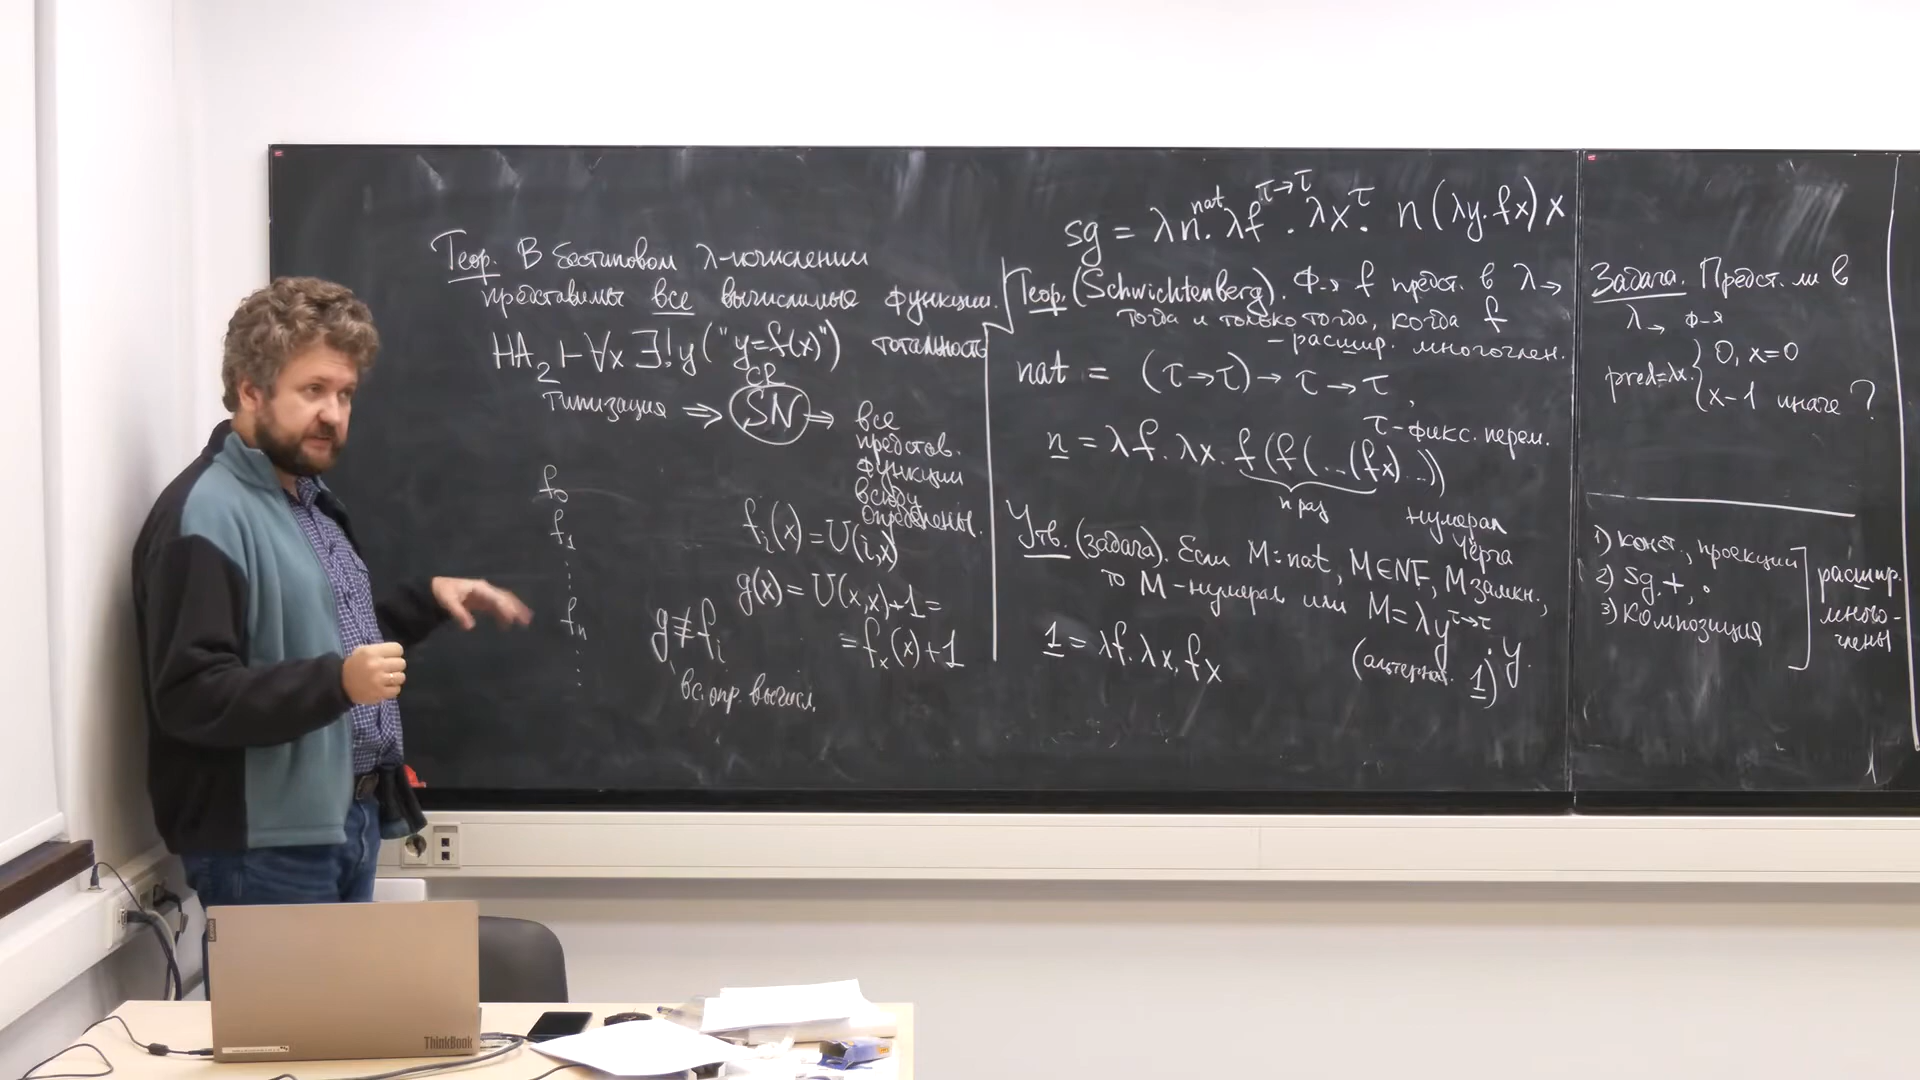 Теор. В бестиповом λ-исчислении
представимы все вычислимые функции.
HA₂ ⊢ ∀x ∃!y ("y=f(x)") тотальность
CR
типизация ⇒ SN ⇒ все
представ.
функции
всюду
определены.
f₀
f₁
⋮
fₙ
⋮
fᵢ(x) = U(i,x)
g(x) = U(x,x)+1 =
= fₓ(x)+1
g ≢ fᵢ
вс. опр. вычисл.
sg = λn^nat. λf^τ→τ. λx^τ. n(λy.fx)x
Теор. (Schwichtenberg). Ф-я f предст. в λ→
тогда и только тогда, когда f
– расшир. многочлен.
nat = (τ→τ)→τ→τ,
τ-фикс. перем.
n = λf. λx. f(f(...(fx)...))
n раз
нумерал
Чёрча
Утв. (задача). Если M:nat, M∈NF, M замкн.,
то M – нумерал или M = λy^τ→τ. y.
1 = λf. λx. fx
(альтернат. 1)
Задача. Предст. ли в
λ→ ф-я
pred=λx. { 0, x=0
x-1 иначе ?
1) конст., проекции
2) sg, +, ·
3) композиция
расшир.
много-
члены
ThinkBook
Lenovo